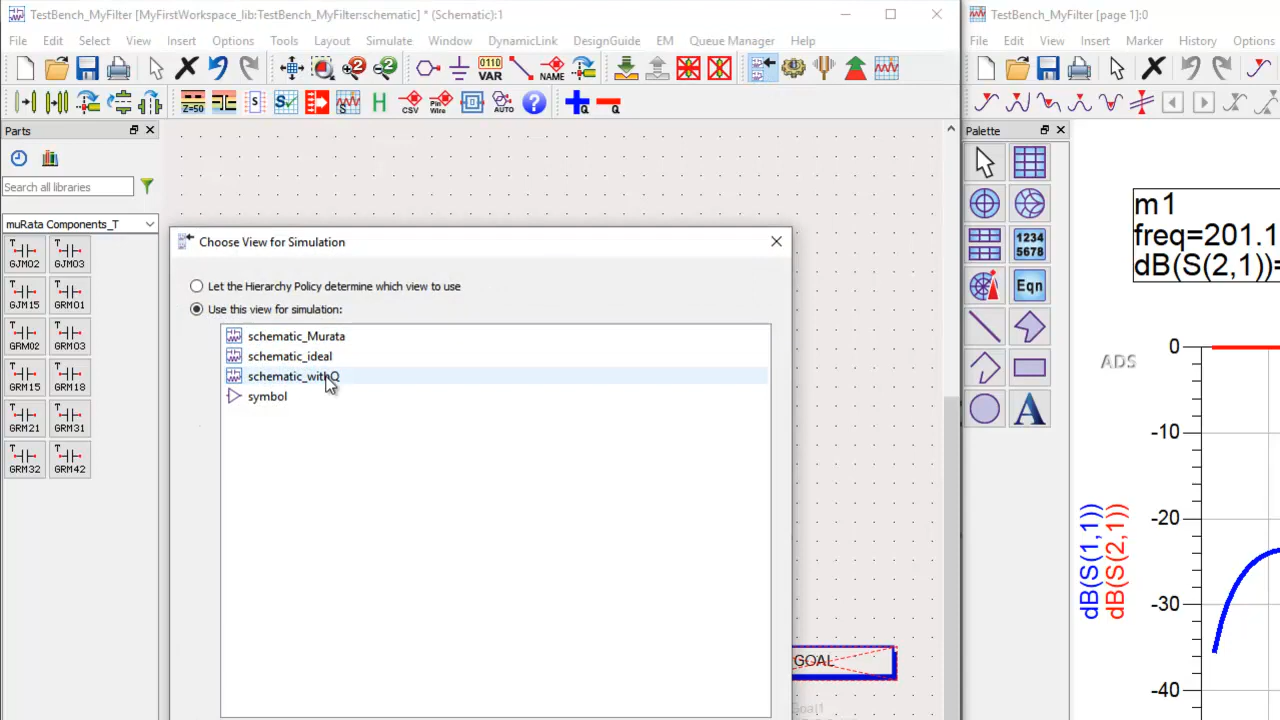 TestBench_MyFilter [MyFirstWorkspace_lib:TestBench_MyFilter:schematic] * (Schematic):1
File Edit Select View Insert Options Tools Layout Simulate Window DynamicLink DesignGuide EM Queue Manager Help
0110
VAR
NAME
Z=50
S
S
H
CSV
Pin
Wire
AUTO
?
Q
Q
Parts
Search all libraries
muRata Components_T
T T
GJM02 GJM03
T T
GJM15 GRM01
T T
GRM02 GRM03
T T
GRM15 GRM18
T T
GRM21 GRM31
T T
GRM32 GRM42
Choose View for Simulation
Let the Hierarchy Policy determine which view to use
Use this view for simulation:
schematic_Murata
schematic_ideal
schematic_withQ
symbol
GOAL
Goal1
TestBench_MyFilter [page 1]:0
File Edit View Insert Marker History Options
Palette
1234
5678
Eqn
A
m1
freq=201.1
dB(S(2,1))=
ADS
0
-10
-20
-30
-40
dB(S(1,1))
dB(S(2,1))